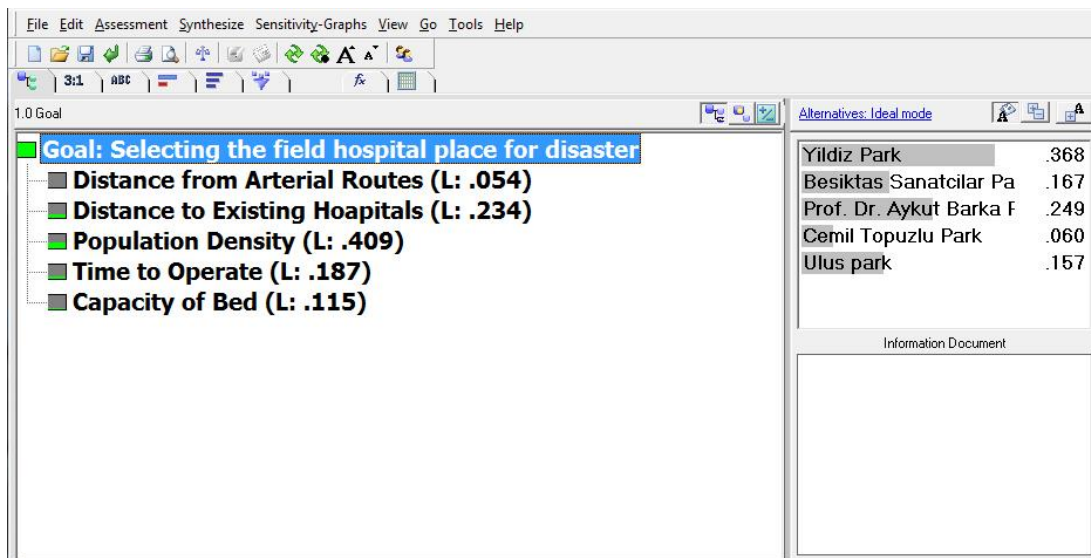 File Edit Assessment Synthesize Sensitivity-Graphs View Go Tools Help
3:1 ABC fx
1.0 Goal
Goal: Selecting the field hospital place for disaster
Distance from Arterial Routes (L: .054)
Distance to Existing Hoapitals (L: .234)
Population Density (L: .409)
Time to Operate (L: .187)
Capacity of Bed (L: .115)
Alternatives: Ideal mode
Yildiz Park .368
Besiktas Sanatcilar Pa .167
Prof. Dr. Aykut Barka F .249
Cemil Topuzlu Park .060
Ulus park .157
Information Document